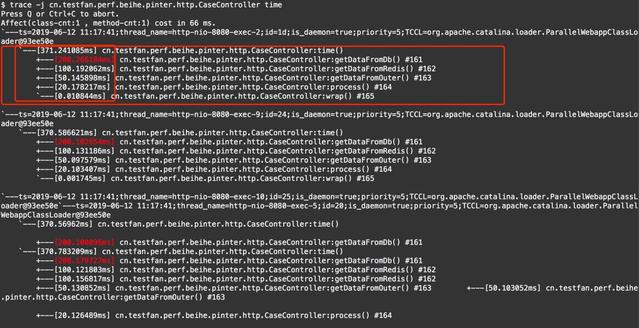 $ trace -j cn.testfan.perf.beihe.pinter.http.CaseController time
Press Q or Ctrl+C to abort.
Affect(class-cnt:1 , method-cnt:1) cost in 66 ms.
`---ts=2019-06-12 11:17:41;thread_name=http-nio-8080-exec-2;id=1d;is_daemon=true;priority=5;TCCL=org.apache.catalina.loader.ParallelWebappClassLo
ader@93ee50e
`---[371.241085ms] cn.testfan.perf.beihe.pinter.http.CaseController:time()
+---[200.766184ms] cn.testfan.perf.beihe.pinter.http.CaseController:getDataFromDb() #161
+---[100.192062ms] cn.testfan.perf.beihe.pinter.http.CaseController:getDataFromRedis() #162
+---[50.145898ms] cn.testfan.perf.beihe.pinter.http.CaseController:getDataFromOuter() #163
+---[20.178217ms] cn.testfan.perf.beihe.pinter.http.CaseController:process() #164
`---[0.010844ms] cn.testfan.perf.beihe.pinter.http.CaseController:wrap() #165
`---ts=2019-06-12 11:17:41;thread_name=http-nio-8080-exec-9;id=24;is_daemon=true;priority=5;TCCL=org.apache.catalina.loader.ParallelWebappClassLo
ader@93ee50e
`---[370.586621ms] cn.testfan.perf.beihe.pinter.http.CaseController:time()
+---[200.102654ms] cn.testfan.perf.beihe.pinter.http.CaseController:getDataFromDb() #161
+---[100.131186ms] cn.testfan.perf.beihe.pinter.http.CaseController:getDataFromRedis() #162
+---[50.097579ms] cn.testfan.perf.beihe.pinter.http.CaseController:getDataFromOuter() #163
+---[20.103407ms] cn.testfan.perf.beihe.pinter.http.CaseController:process() #164
`---[0.001745ms] cn.testfan.perf.beihe.pinter.http.CaseController:wrap() #165
`---ts=2019-06-12 11:17:41;thread_name=http-nio-8080-exec-10;id=25;is_daemon=true;priority=5;TCCL=org.apache.catalina.loader.ParallelWebappClassLo
ader@93ee50e`---ts=2019-06-12 11:17:41;thread_name=http-nio-8080-exec-5;id=20;is_daemon=true;priority=5;TCCL=org.apache.catalina.loader.Parallel
WebappClassLoader@93ee50e
`---[370.56962ms] cn.testfan.perf.beihe.pinter.http.CaseController:time()
+---[200.100096ms] cn.testfan.perf.beihe.pinter.http.CaseController:getDataFromDb() #161
`---[370.783209ms] cn.testfan.perf.beihe.pinter.http.CaseController:time()
+---[200.179727ms] cn.testfan.perf.beihe.pinter.http.CaseController:getDataFromDb() #161
+---[100.121803ms] cn.testfan.perf.beihe.pinter.http.CaseController:getDataFromRedis() #162
+---[100.156817ms] cn.testfan.perf.beihe.pinter.http.CaseController:getDataFromRedis() #162
+---[50.130852ms] cn.testfan.perf.beihe.pinter.http.CaseController:getDataFromOuter() #163 +---[50.103052ms] cn.testfan.perf.beihe
.pinter.http.CaseController:getDataFromOuter() #163
+---[20.126489ms] cn.testfan.perf.beihe.pinter.http.CaseController:process() #164